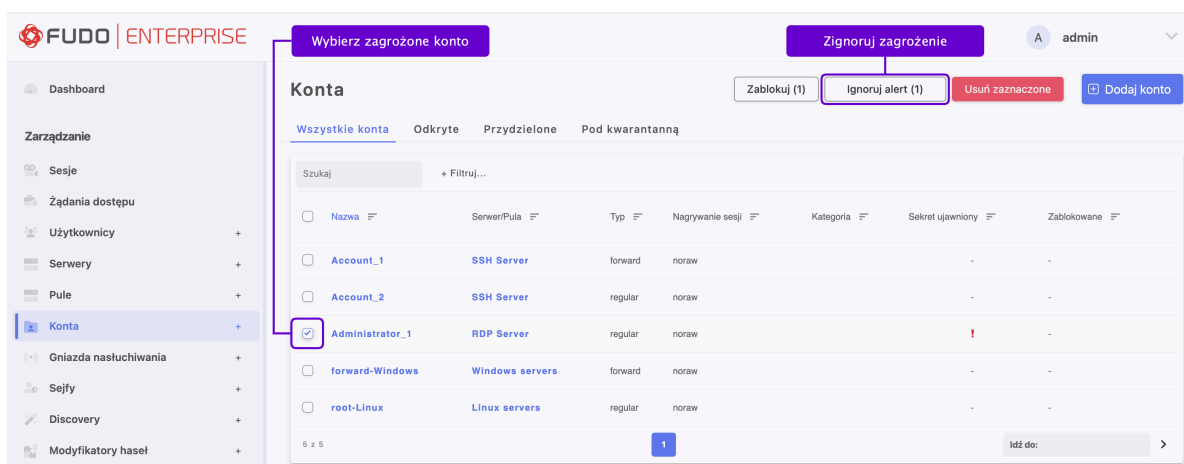 FUDO ENTERPRISE
Wybierz zagrożone konto
Zignoruj zagrożenie
A admin
Dashboard
Konta
Zablokuj (1)
Ignoruj alert (1)
Usuń zaznaczone
Dodaj konto
Zarządzanie
Wszystkie konta Odkryte Przydzielone Pod kwarantanną
Sesje
Szukaj + Filtruj...
Żądania dostępu
Nazwa Serwer/Pula Typ Nagrywanie sesji Kategoria Sekret ujawniony Zablokowane
Użytkownicy +
Serwery +
Account_1 SSH Server forward noraw - -
Pule +
Account_2 SSH Server regular noraw - -
Konta +
Administrator_1 RDP Server regular noraw ! -
Gniazda nasłuchiwania +
forward-Windows Windows servers forward noraw - -
Sejfy +
root-Linux Linux servers regular noraw - -
Discovery +
5 z 5 1 Idź do:
Modyfikatory haseł +